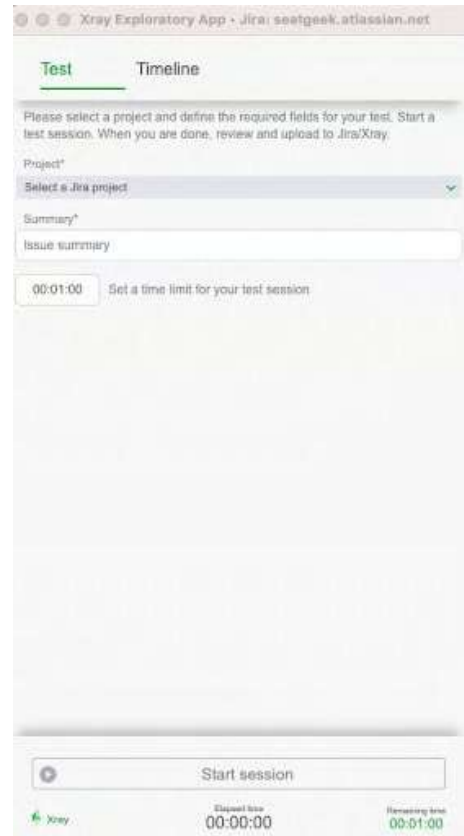 Xray Exploratory App - Jira: seatgeek.atlassian.net
Test Timeline
Please select a project and define the required fields for your test. Start a
test session. When you are done, review and upload to Jira/Xray.
Project*
Select a Jira project
Summary*
Issue summary
00:01:00 Set a time limit for your test session
Start session
Xray
Elapsed time
00:00:00
Remaining time
00:01:00